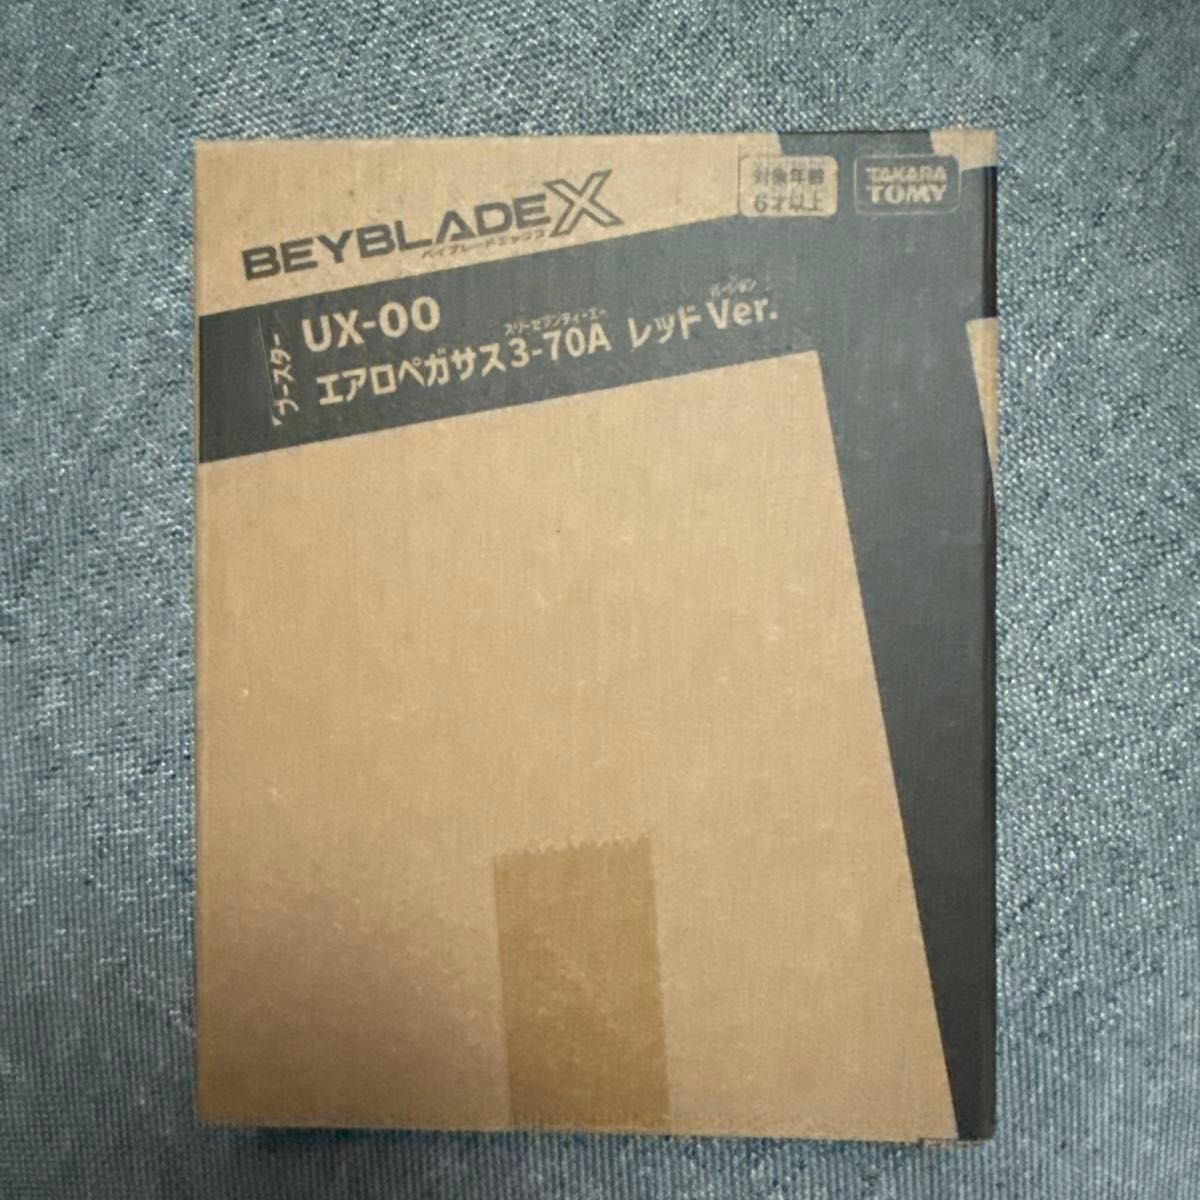 対象年齢
6才以上
TAKARA
TOMY
BEYBLADE X
ベイブレードエックス
ブースター
UX-00
スリーセブンティ・エー
バージョン
エアロペガサス3-70A レッドVer.